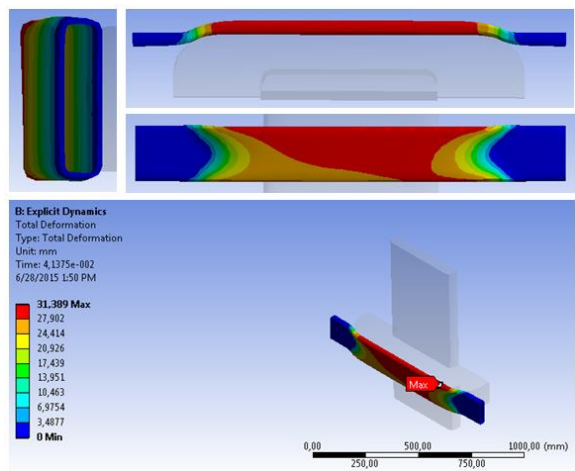 B: Explicit Dynamics
Total Deformation
Type: Total Deformation
Unit: mm
Time: 4,1375e-002
6/28/2015 1:50 PM
31,389 Max
27,902
24,414
20,926
17,439
13,951
10,463
6,9754
3,4877
0 Min
Max
0,00 500,00 1000,00 (mm)
250,00 750,00